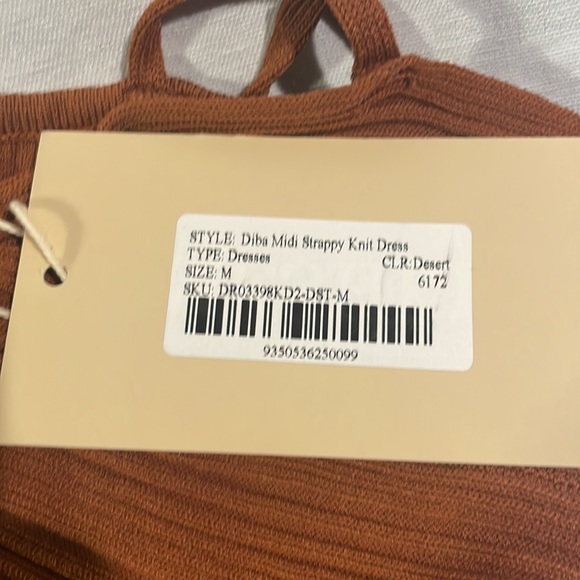 STYLE: Diba Midi Strappy Knit Dress
TYPE: Dresses CLR:Desert
SIZE: M 6172
SKU: DR03398KD2-DST-M
9350536250099